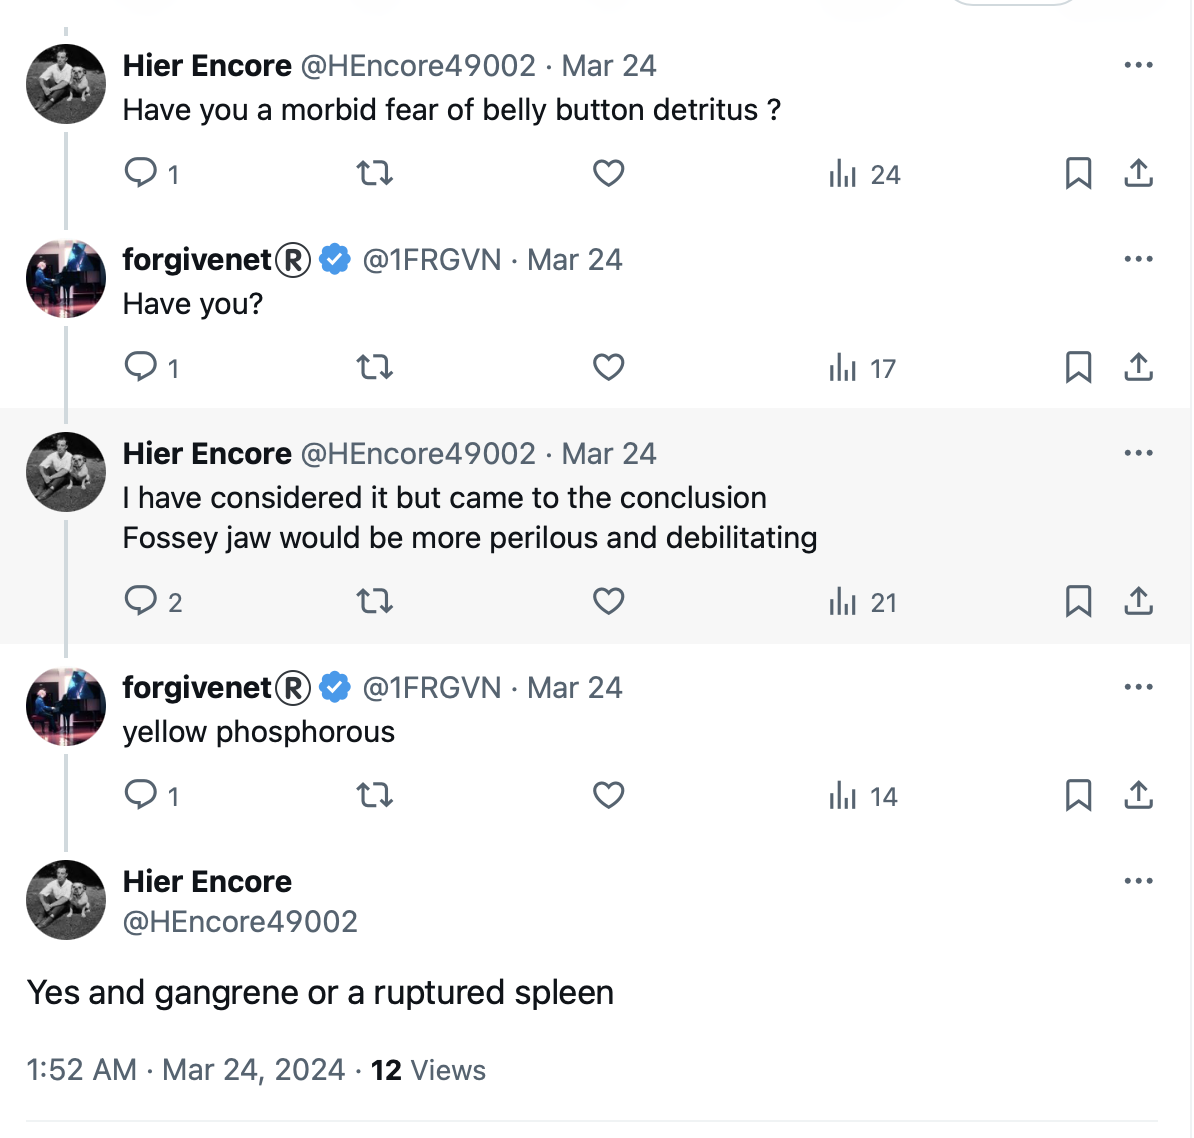 Hier Encore @HEncore49002 · Mar 24
Have you a morbid fear of belly button detritus ?
1 24
forgivenet® @1FRGVN · Mar 24
Have you?
1 17
Hier Encore @HEncore49002 · Mar 24
I have considered it but came to the conclusion
Fossey jaw would be more perilous and debilitating
2 21
forgivenet® @1FRGVN · Mar 24
yellow phosphorous
1 14
Hier Encore
@HEncore49002
Yes and gangrene or a ruptured spleen
1:52 AM · Mar 24, 2024 · 12 Views